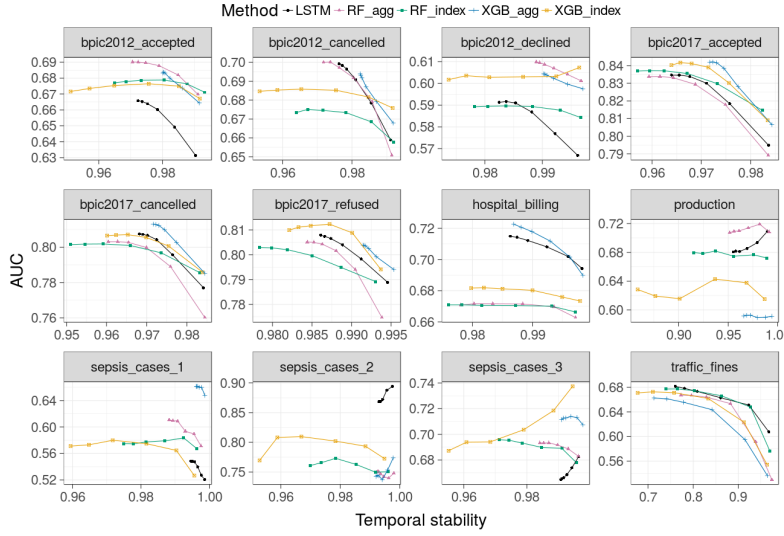 Method LSTM RF_agg RF_index XGB_agg XGB_index
bpic2012_accepted bpic2012_cancelled bpic2012_declined bpic2017_accepted
0.69 0.68 0.67 0.66 0.65 0.64 0.63
0.96 0.98
0.70 0.69 0.68 0.67 0.66 0.65
0.96 0.98
0.61 0.60 0.59 0.58 0.57
0.98 0.99
0.84 0.83 0.82 0.81 0.80 0.79
0.96 0.97 0.98
bpic2017_cancelled bpic2017_refused hospital_billing production
0.80 0.78 0.76
0.95 0.96 0.97 0.98
0.81 0.80 0.79 0.78
0.980 0.985 0.990 0.995
0.72 0.70 0.68 0.66
0.98 0.99
0.72 0.68 0.64 0.60
0.90 0.95 1.0
sepsis_cases_1 sepsis_cases_2 sepsis_cases_3 traffic_fines
0.64 0.60 0.56 0.52
0.96 0.98 1.00
0.90 0.85 0.80 0.75
0.96 0.98 1.00
0.74 0.72 0.70 0.68
0.96 0.98
0.68 0.64 0.60 0.56
0.7 0.8 0.9
AUC
Temporal stability